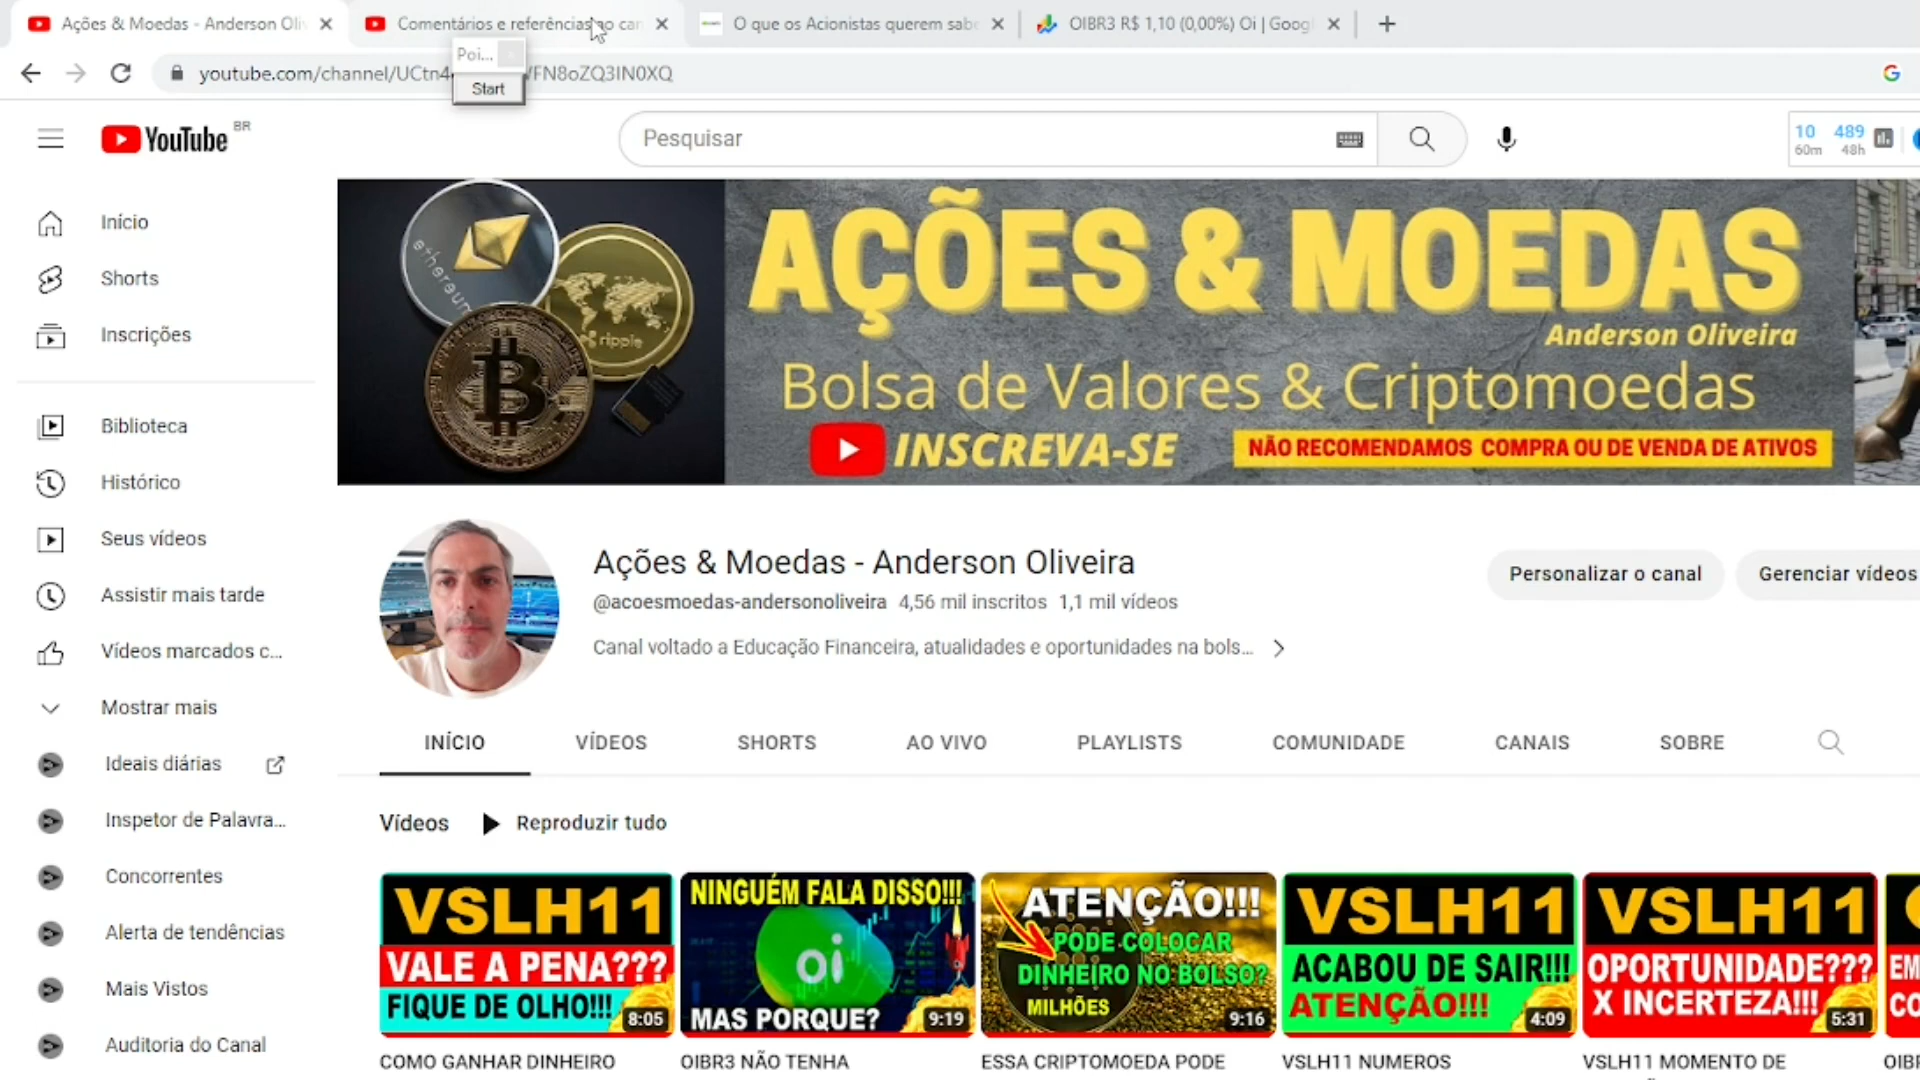 Ações & Moedas - Anderson Oli
Comentários e referências ao can
O que os Acionistas querem sabe
OIBR3 R$ 1,10 (0,00%) Oi | Goog
Poi...
Start
youtube.com/channel/UCtn4
/FN8oZQ3IN0XQ
YouTube BR
Pesquisar
10 489
60m 48h
Início
Shorts
Inscrições
Biblioteca
Histórico
Seus vídeos
Assistir mais tarde
Vídeos marcados c...
Mostrar mais
Ideais diárias
Inspetor de Palavra...
Concorrentes
Alerta de tendências
Mais Vistos
Auditoria do Canal
ethereum
ripple
AÇÕES & MOEDAS
Anderson Oliveira
Bolsa de Valores & Criptomoedas
INSCREVA-SE
NÃO RECOMENDAMOS COMPRA OU DE VENDA DE ATIVOS
Ações & Moedas - Anderson Oliveira
@acoesmoedas-andersonoliveira 4,56 mil inscritos 1,1 mil vídeos
Canal voltado a Educação Financeira, atualidades e oportunidades na bols...
Personalizar o canal
Gerenciar vídeos
INÍCIO VÍDEOS SHORTS AO VIVO PLAYLISTS COMUNIDADE CANAIS SOBRE
Vídeos
Reproduzir tudo
VSLH11
VALE A PENA???
FIQUE DE OLHO!!!
8:05
COMO GANHAR DINHEIRO
NINGUÉM FALA DISSO!!!
oi
MAS PORQUE?
9:19
OIBR3 NÃO TENHA
ATENÇÃO!!!
PODE COLOCAR
DINHEIRO NO BOLSO?
MILHÕES
9:16
ESSA CRIPTOMOEDA PODE
VSLH11
ACABOU DE SAIR!!!
ATENÇÃO!!!
4:09
VSLH11 NUMEROS
VSLH11
OPORTUNIDADE???
X INCERTEZA!!!
5:31
VSLH11 MOMENTO DE
EM
CO
OIBR